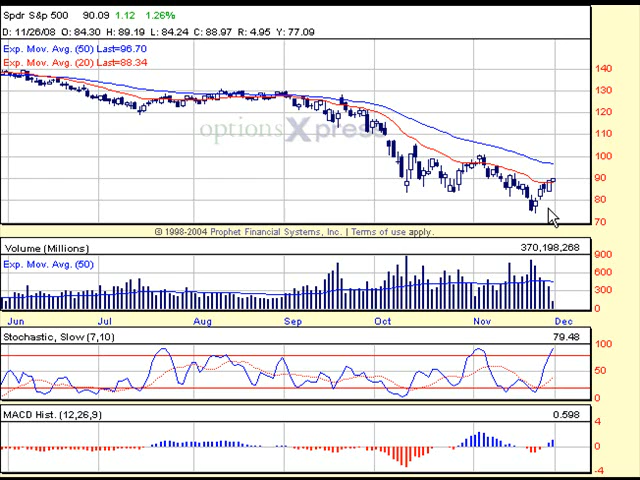 Spdr S&P 500 90.09 1.12 1.26%
D: 11/26/08 O: 84.30 H: 89.19 L: 84.24 C: 88.97 R: 4.95 Y: 77.09
Exp. Mov. Avg. (50) Last=96.70
Exp. Mov. Avg. (20) Last=88.34
optionsXpress
140
130
120
110
100
90
80
70
© 1998-2004 Prophet Financial Systems, Inc. | Terms of use apply.
Volume (Millions) 370,198,268
Exp. Mov. Avg. (50)
900
600
300
0
Jun Jul Aug Sep Oct Nov Dec
Stochastic, Slow (7,10) 79.48
100
50
0
MACD Hist. (12,26,9) 0.598
4
0
-4